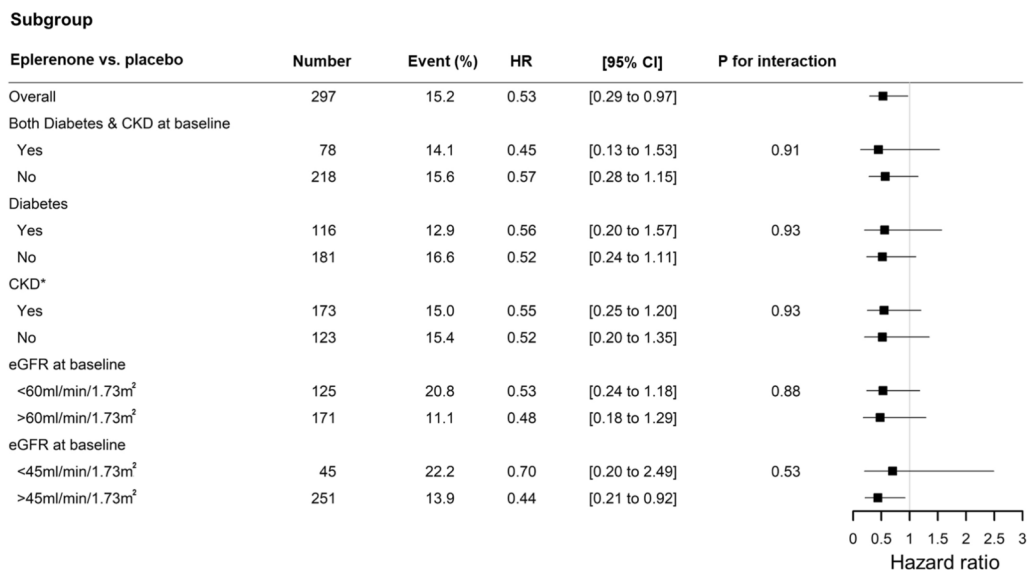 Subgroup
Eplerenone vs. placebo Number Event (%) HR [95% CI] P for interaction
Overall 297 15.2 0.53 [0.29 to 0.97]
Both Diabetes & CKD at baseline
Yes 78 14.1 0.45 [0.13 to 1.53] 0.91
No 218 15.6 0.57 [0.28 to 1.15]
Diabetes
Yes 116 12.9 0.56 [0.20 to 1.57] 0.93
No 181 16.6 0.52 [0.24 to 1.11]
CKD*
Yes 173 15.0 0.55 [0.25 to 1.20] 0.93
No 123 15.4 0.52 [0.20 to 1.35]
eGFR at baseline
<60ml/min/1.73m² 125 20.8 0.53 [0.24 to 1.18] 0.88
>60ml/min/1.73m² 171 11.1 0.48 [0.18 to 1.29]
eGFR at baseline
<45ml/min/1.73m² 45 22.2 0.70 [0.20 to 2.49] 0.53
>45ml/min/1.73m² 251 13.9 0.44 [0.21 to 0.92]
0 0.5 1 1.5 2 2.5 3
Hazard ratio